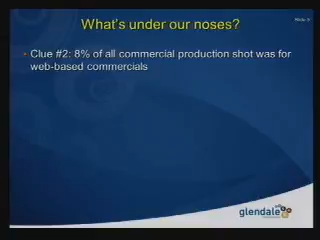 What's under our noses?
Clue #2: 8% of all commercial production shot was for
web-based commercials
glendale